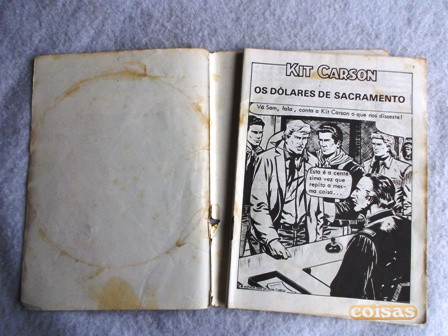 KIT CARSON
OS DÓLARES DE SACRAMENTO
Vá Sam, fala, conta a Kit Carson o que nos disseste!
Esta é a centé
sima vez que
repito a mes-
ma coisa...
coisas